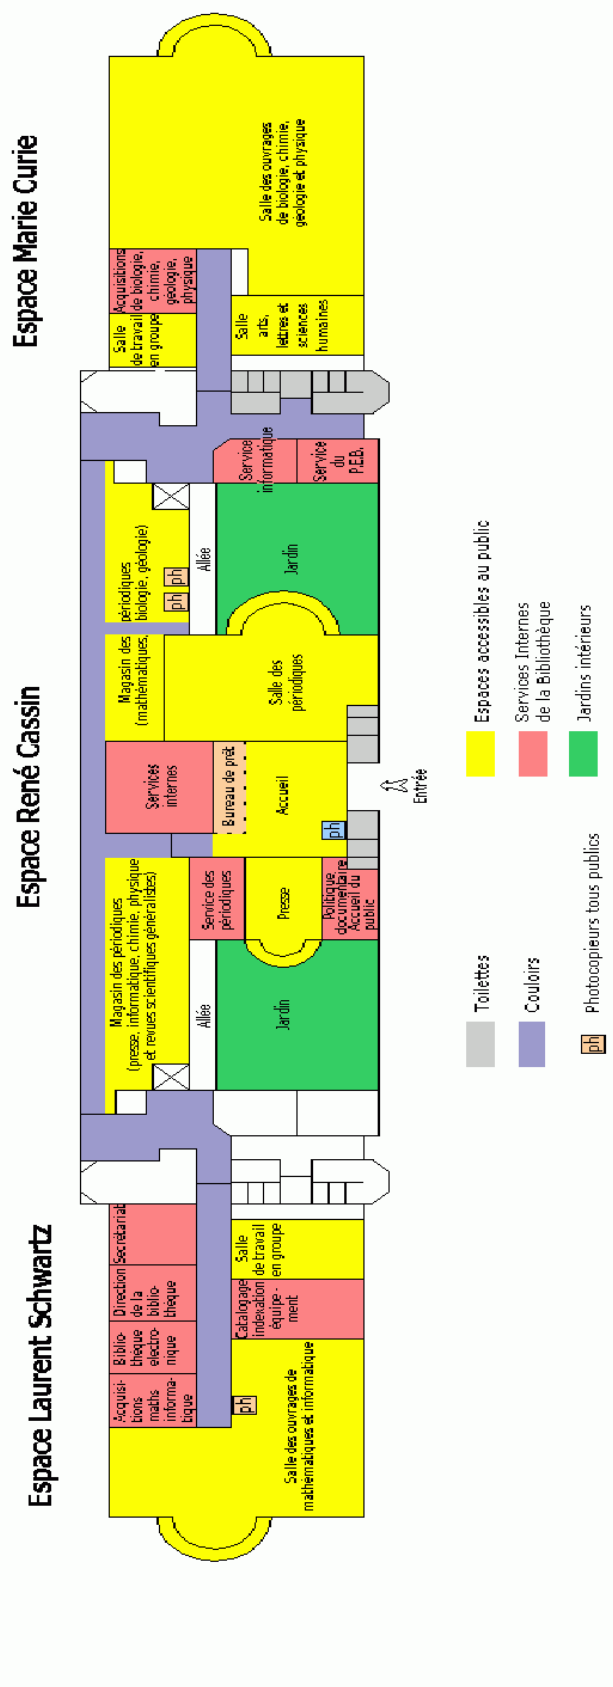 Espace Laurent Schwartz
Espace René Cassin
Espace Marie Curie
Acquisi-
tions
maths
informa-
tique
Biblio-
thèque
électro-
nique
Direction
de la
biblio-
thèque
Secrétariat
Salle des ouvrages de
mathématiques et informatique
ph
Catalogage
indexation
équipe-
ment
Salle
de travail
en groupe
Magasin des périodiques
(presse, informatique, chimie, physique
et revues scientifiques généralistes)
Allée
Jardin
Service des
périodiques
Presse
Politique
documentaire
Accueil du
public
Services
internes
Bureau de prêt
Accueil
ph
Entrée
Magasin des
(mathématiques,
périodiques
biologie, géologie)
ph
ph
Salle des
périodiques
Allée
Jardin
Service
informatique
Service
du
P.E.B.
Salle
de travail
en groupe
Acquisitions
de biologie,
chimie,
géologie,
physique
Salle
arts,
lettres et
sciences
humaines
Salle des ouvrages
de biologie, chimie,
géologie et physique
Toilettes
Couloirs
ph
Photocopieurs tous publics
Espaces accessibles au public
Services Internes
de la Bibliothèque
Jardins intérieurs